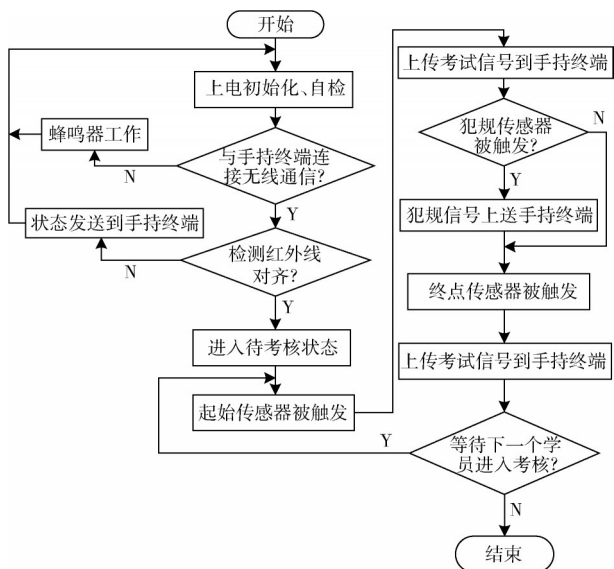 开始
上电初始化、自检
蜂鸣器工作
与手持终端连
接无线通信?
N
Y
状态发送到手持终端
检测红外线
对齐?
N
Y
进入待考核状态
起始传感器被触发
上传考试信号到手持终端
犯规传感器
被触发?
N
Y
犯规信号上送手持终端
终点传感器被触发
上传考试信号到手持终端
等待下一个学
员进入考核?
Y
N
结束